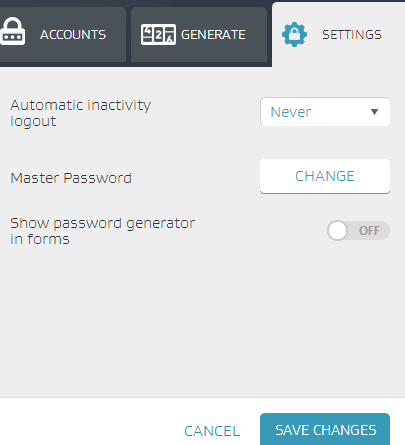 ACCOUNTS
GENERATE
SETTINGS
Automatic inactivity
logout
Never
Master Password
CHANGE
Show password generator
in forms
OFF
CANCEL
SAVE CHANGES